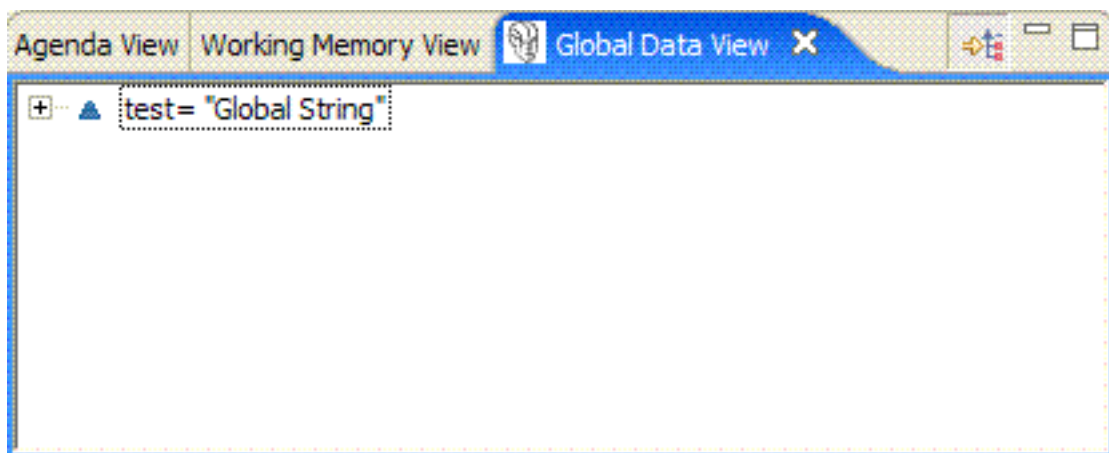 Agenda View Working Memory View Global Data View
test= "Global String"